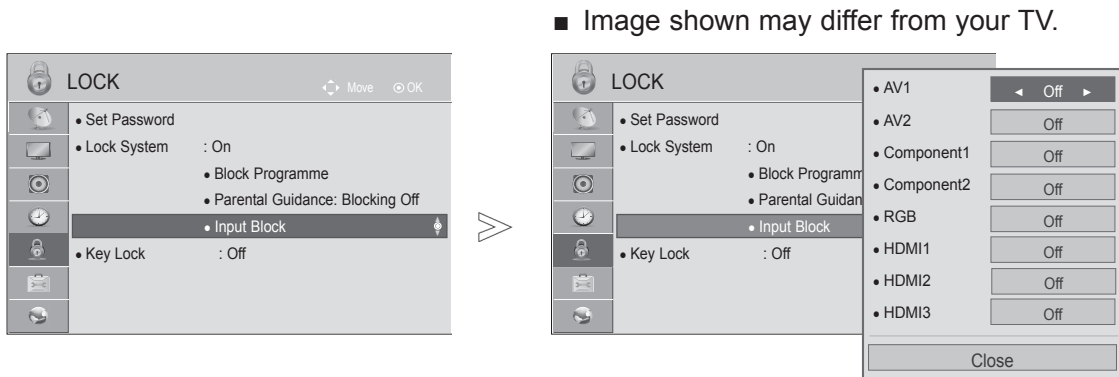 ■ Image shown may differ from your TV.
LOCK
Move OK
• Set Password
• Lock System : On
• Block Programme
• Parental Guidance: Blocking Off
• Input Block
• Key Lock : Off
LOCK
• Set Password
• Lock System : On
• Block Programm
• Parental Guidan
• Input Block
• Key Lock : Off
• AV1 ◄ Off ►
• AV2 Off
• Component1 Off
• Component2 Off
• RGB Off
• HDMI1 Off
• HDMI2 Off
• HDMI3 Off
Close